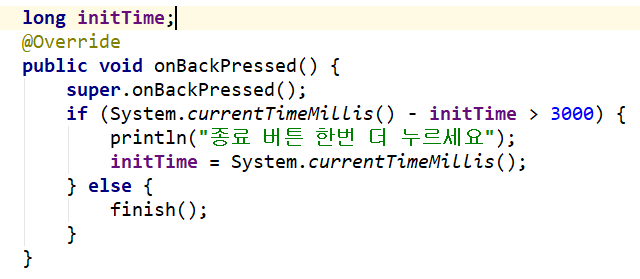 long initTime;
@Override
public void onBackPressed() {
super.onBackPressed();
if (System.currentTimeMillis() - initTime > 3000) {
println("종료 버튼 한번 더 누르세요");
initTime = System.currentTimeMillis();
} else {
finish();
}
}